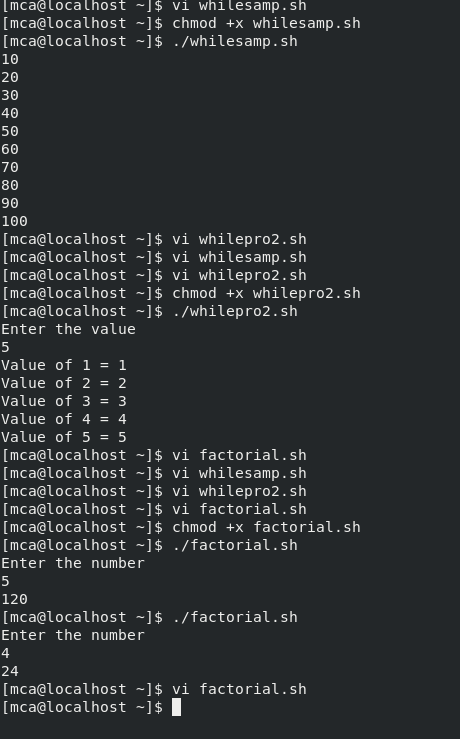 [mca@localhost ~]$ vi whilesamp.sh
[mca@localhost ~]$ chmod +x whilesamp.sh
[mca@localhost ~]$ ./whilesamp.sh
10
20
30
40
50
60
70
80
90
100
[mca@localhost ~]$ vi whilepro2.sh
[mca@localhost ~]$ vi whilesamp.sh
[mca@localhost ~]$ vi whilepro2.sh
[mca@localhost ~]$ chmod +x whilepro2.sh
[mca@localhost ~]$ ./whilepro2.sh
Enter the value
5
Value of 1 = 1
Value of 2 = 2
Value of 3 = 3
Value of 4 = 4
Value of 5 = 5
[mca@localhost ~]$ vi factorial.sh
[mca@localhost ~]$ vi whilesamp.sh
[mca@localhost ~]$ vi whilepro2.sh
[mca@localhost ~]$ vi factorial.sh
[mca@localhost ~]$ chmod +x factorial.sh
[mca@localhost ~]$ ./factorial.sh
Enter the number
5
120
[mca@localhost ~]$ ./factorial.sh
Enter the number
4
24
[mca@localhost ~]$ vi factorial.sh
[mca@localhost ~]$